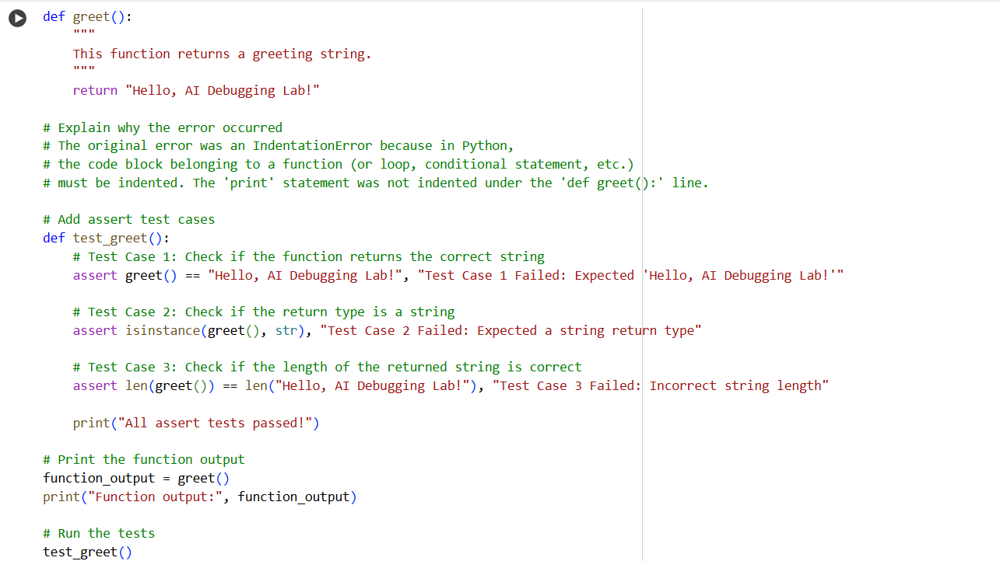 def greet():
    """
    This function returns a greeting string.
    """
    return "Hello, AI Debugging Lab!"

# Explain why the error occurred
# The original error was an IndentationError because in Python,
# the code block belonging to a function (or loop, conditional statement, etc.)
# must be indented. The 'print' statement was not indented under the 'def greet():' line.

# Add assert test cases
def test_greet():
    # Test Case 1: Check if the function returns the correct string
    assert greet() == "Hello, AI Debugging Lab!", "Test Case 1 Failed: Expected 'Hello, AI Debugging Lab!'"

    # Test Case 2: Check if the return type is a string
    assert isinstance(greet(), str), "Test Case 2 Failed: Expected a string return type"

    # Test Case 3: Check if the length of the returned string is correct
    assert len(greet()) == len("Hello, AI Debugging Lab!"), "Test Case 3 Failed: Incorrect string length"

    print("All assert tests passed!")

# Print the function output
function_output = greet()
print("Function output:", function_output)

# Run the tests
test_greet()